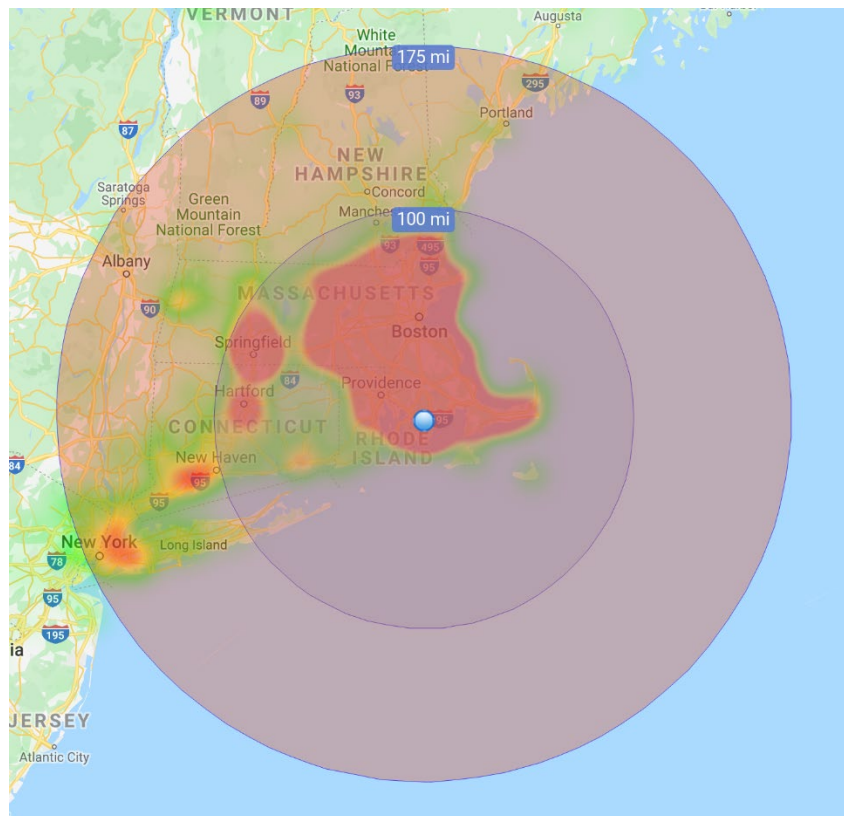 VERMONT
Augusta
White
Mountain
National Forest
175 mi
295
89
93
Portland
87
NEW
HAMPSHIRE
Concord
Saratoga
Springs
Green
Mountain
National Forest
100 mi
93
495
95
Albany
MASSACHUSETTS
90
Boston
Springfield
84
Providence
Hartford
95
CONNECTICUT
RHODE
ISLAND
New Haven
84
95
95
New York
Long Island
78
95
195
ia
JERSEY
Atlantic City